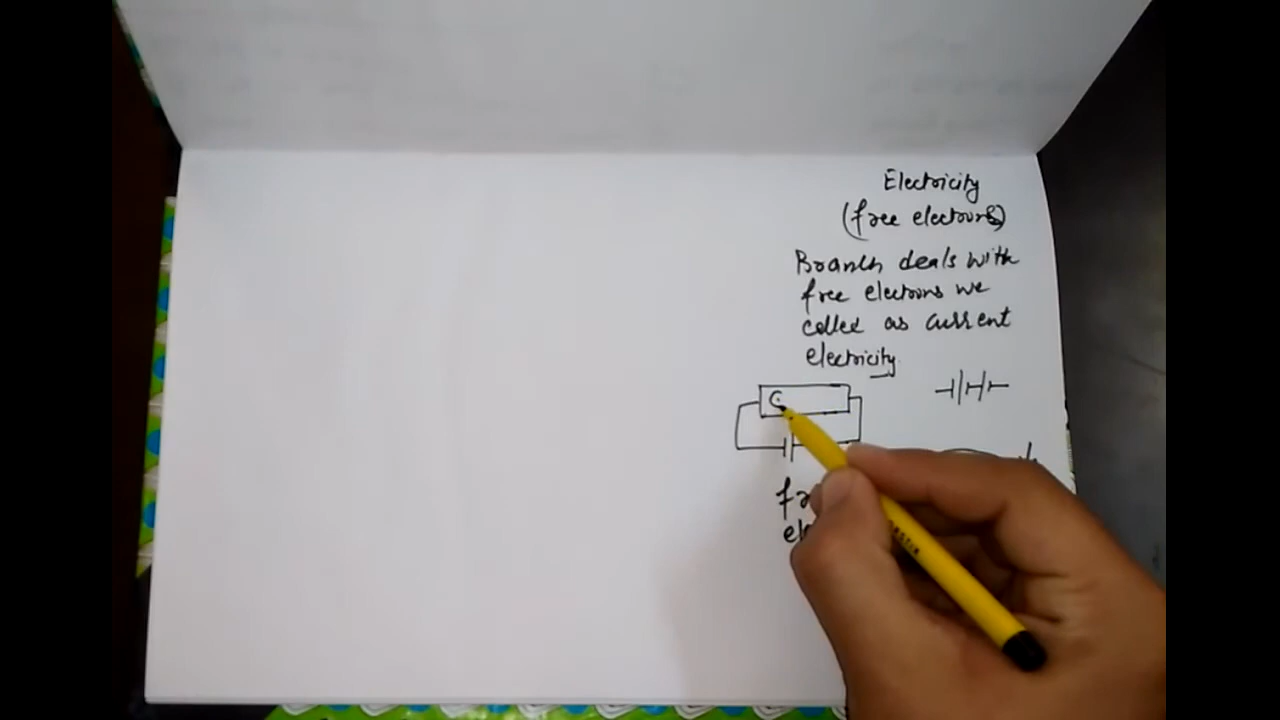 Electricity
(free electrons)
Branch deals with
free electrons we
called as current
electricity.